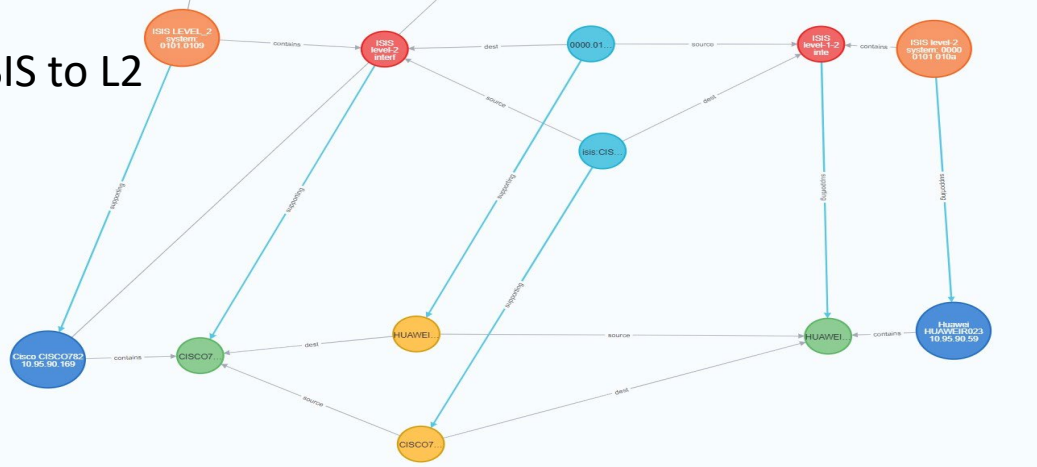 ISIS LEVEL_2
system:
0101 0109
contains
ISIS
level-2
interf
dest
0000.01...
source
ISIS
level-1-2
inte
contains
ISIS level-2
system: 0000
0101 010a
SIS to L2
source
dest
isis:CIS...
supporting
supporting
supporting
supporting
supporting
supporting
Cisco CISCO782
10.95.90.169
contains
CISCO7...
dest
HUAWEI...
source
HUAWEI...
contains
Huawei
HUAWEIR023
10.95.90.59
source
dest
CISCO7...